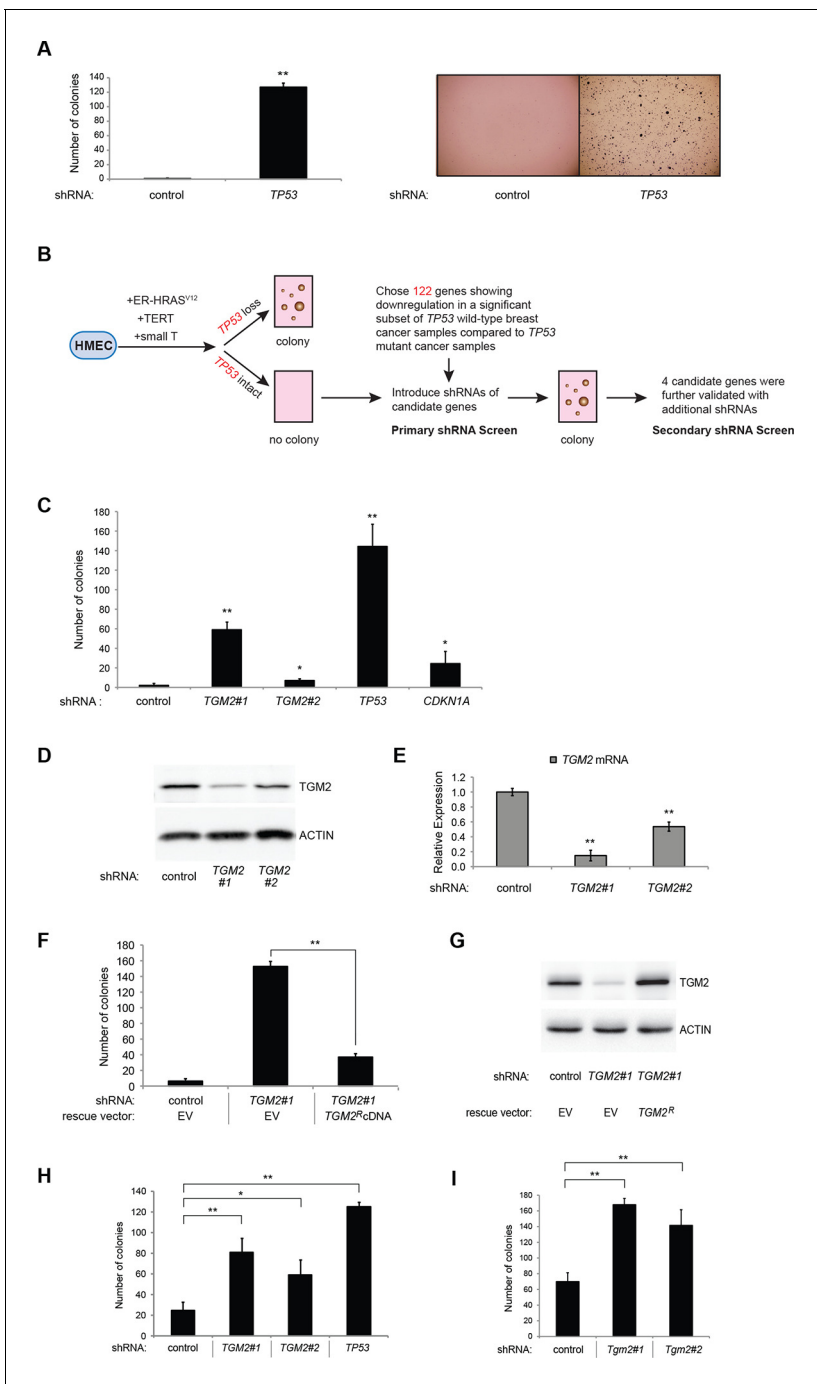 A
Number of colonies
140
120
100
80
60
40
20
0
**
shRNA:
control
TP53
shRNA:
control
TP53
B
HMEC
+ER-HRASV12
+TERT
+small T
TP53 loss
TP53 intact
colony
no colony
Chose 122 genes showing
downregulation in a significant
subset of TP53 wild-type breast
cancer samples compared to TP53
mutant cancer samples
Introduce shRNAs of
candidate genes
Primary shRNA Screen
colony
4 candidate genes were
further validated with
additional shRNAs
Secondary shRNA Screen
C
Number of colonies
180
160
140
120
100
80
60
40
20
0
**
*
**
*
shRNA :
control
TGM2#1
TGM2#2
TP53
CDKN1A
D
TGM2
ACTIN
shRNA:
control
TGM2
#1
TGM2
#2
E
TGM2 mRNA
Relative Expression
1.2
1.0
0.8
0.6
0.4
0.2
0.0
**
**
shRNA:
control
TGM2#1
TGM2#2
F
Number of colonies
180
160
140
120
100
80
60
40
20
0
**
shRNA:
control
TGM2#1
TGM2#1
rescue vector:
EV
EV
TGM2RcDNA
G
TGM2
ACTIN
shRNA:
control
TGM2#1
TGM2#1
rescue vector:
EV
EV
TGM2R
H
Number of colonies
140
120
100
80
60
40
20
0
**
*
**
shRNA:
control
TGM2#1
TGM2#2
TP53
I
Number of colonies
180
160
140
120
100
80
60
40
20
0
**
**
shRNA:
control
Tgm2#1
Tgm2#2